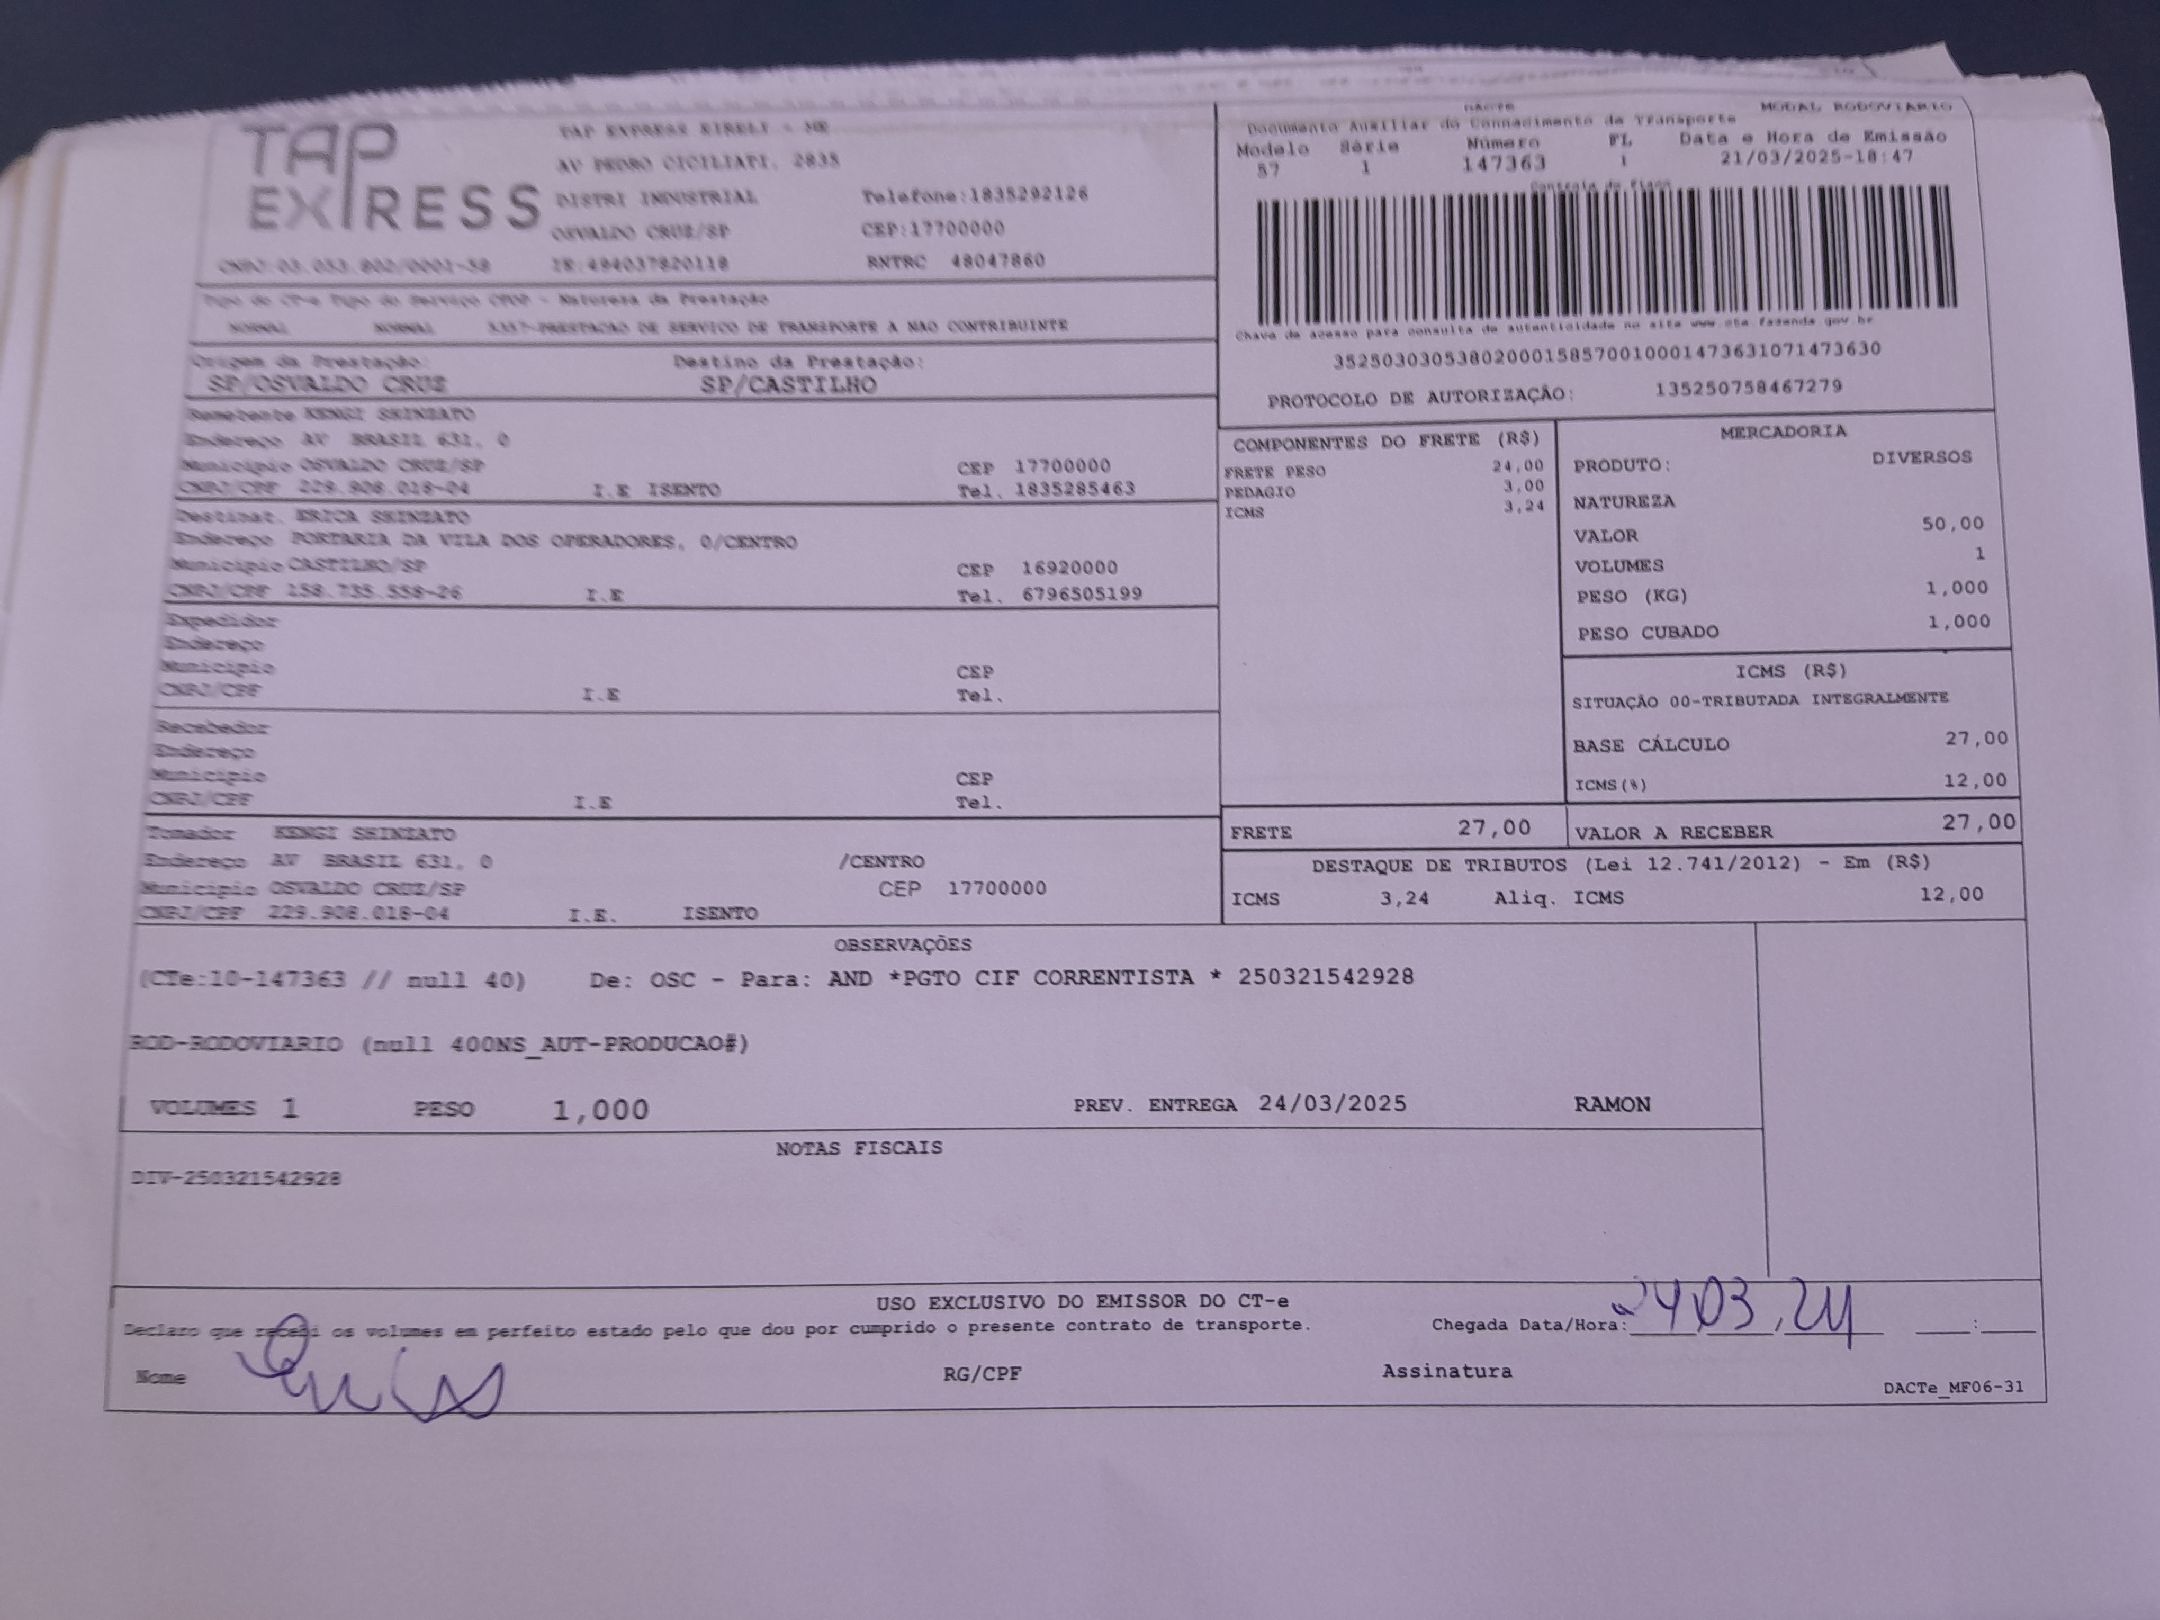 TAP EXPRESS
TAP EXPRESS EIRELI - ME
AV PEDRO CICILIATI, 2835
DISTRI INDUSTRIAL Telefone:1835292126
OSVALDO CRUZ/SP CEP:17700000
CNPJ:03.053.802/0001-58 IE:494037820118 RNTRC 48047860
DACTE MODAL RODOVIARIO
Documento Auxiliar do Conhecimento de Transporte
Modelo Série Número FL Data e Hora de Emissão
57 1 147363 1 21/03/2025-18:47
Controle do Fisco
Chave de acesso para consulta de autenticidade no site www.cte.fazenda.gov.br
35250303053802000158570010001473631071473630
PROTOCOLO DE AUTORIZAÇÃO: 135250758467279
Tipo do CT-e Tipo do Serviço CFOP - Natureza da Prestação
NORMAL NORMAL 5357-PRESTACAO DE SERVICO DE TRANSPORTE A NAO CONTRIBUINTE
Origem da Prestação: Destino da Prestação:
SP/OSVALDO CRUZ SP/CASTILHO
Remetente KENGI SHINZATO
Endereço AV BRASIL 631, 0
Município OSVALDO CRUZ/SP CEP 17700000
CNPJ/CPF 229.908.018-04 I.E ISENTO Tel. 1835285463
Destinat. ERICA SHINZATO
Endereço PORTARIA DA VILA DOS OPERADORES, 0/CENTRO
Município CASTILHO/SP CEP 16920000
CNPJ/CPF 158.735.558-26 I.E Tel. 6796505199
Expedidor
Endereço
Município CEP
CNPJ/CPF I.E Tel.
Recebedor
Endereço
Município CEP
CNPJ/CPF I.E Tel.
Tomador KENGI SHINZATO
Endereço AV BRASIL 631, 0 /CENTRO
Município OSVALDO CRUZ/SP CEP 17700000
CNPJ/CPF 229.908.018-04 I.E. ISENTO
COMPONENTES DO FRETE (R$)
FRETE PESO 24,00
PEDAGIO 3,00
ICMS 3,24
MERCADORIA
PRODUTO: DIVERSOS
NATUREZA
VALOR 50,00
VOLUMES 1
PESO (KG) 1,000
PESO CUBADO 1,000
ICMS (R$)
SITUAÇÃO 00-TRIBUTADA INTEGRALMENTE
BASE CÁLCULO 27,00
ICMS(%) 12,00
FRETE 27,00 VALOR A RECEBER 27,00
DESTAQUE DE TRIBUTOS (Lei 12.741/2012) - Em (R$)
ICMS 3,24 Aliq. ICMS 12,00
OBSERVAÇÕES
(CTe:10-147363 // null 40) De: OSC - Para: AND *PGTO CIF CORRENTISTA * 250321542928
ROD-RODOVIARIO (null 400NS_AUT-PRODUCAO#)
VOLUMES 1 PESO 1,000 PREV. ENTREGA 24/03/2025 RAMON
NOTAS FISCAIS
DIV-250321542928
USO EXCLUSIVO DO EMISSOR DO CT-e
Declaro que recebi os volumes em perfeito estado pelo que dou por cumprido o presente contrato de transporte. Chegada Data/Hora: 24 03, 24 :
Nome RG/CPF Assinatura
DACTe_MF06-31